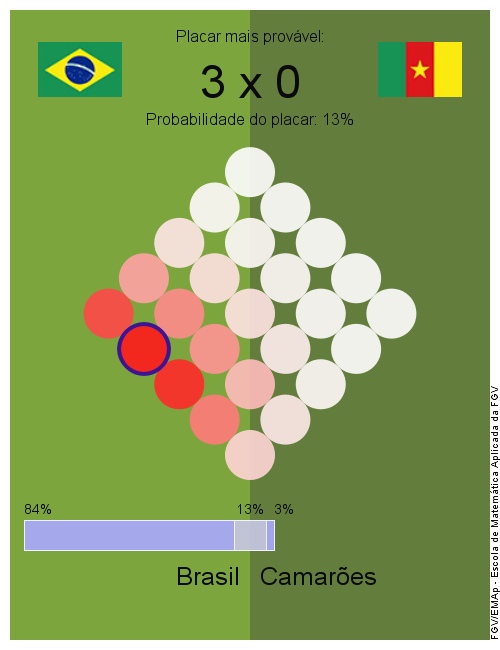 Placar mais provável:
3 x 0
Probabilidade do placar: 13%
84% 13% 3%
Brasil Camarões
FGV/EMAp - Escola de Matemática Aplicada da FGV